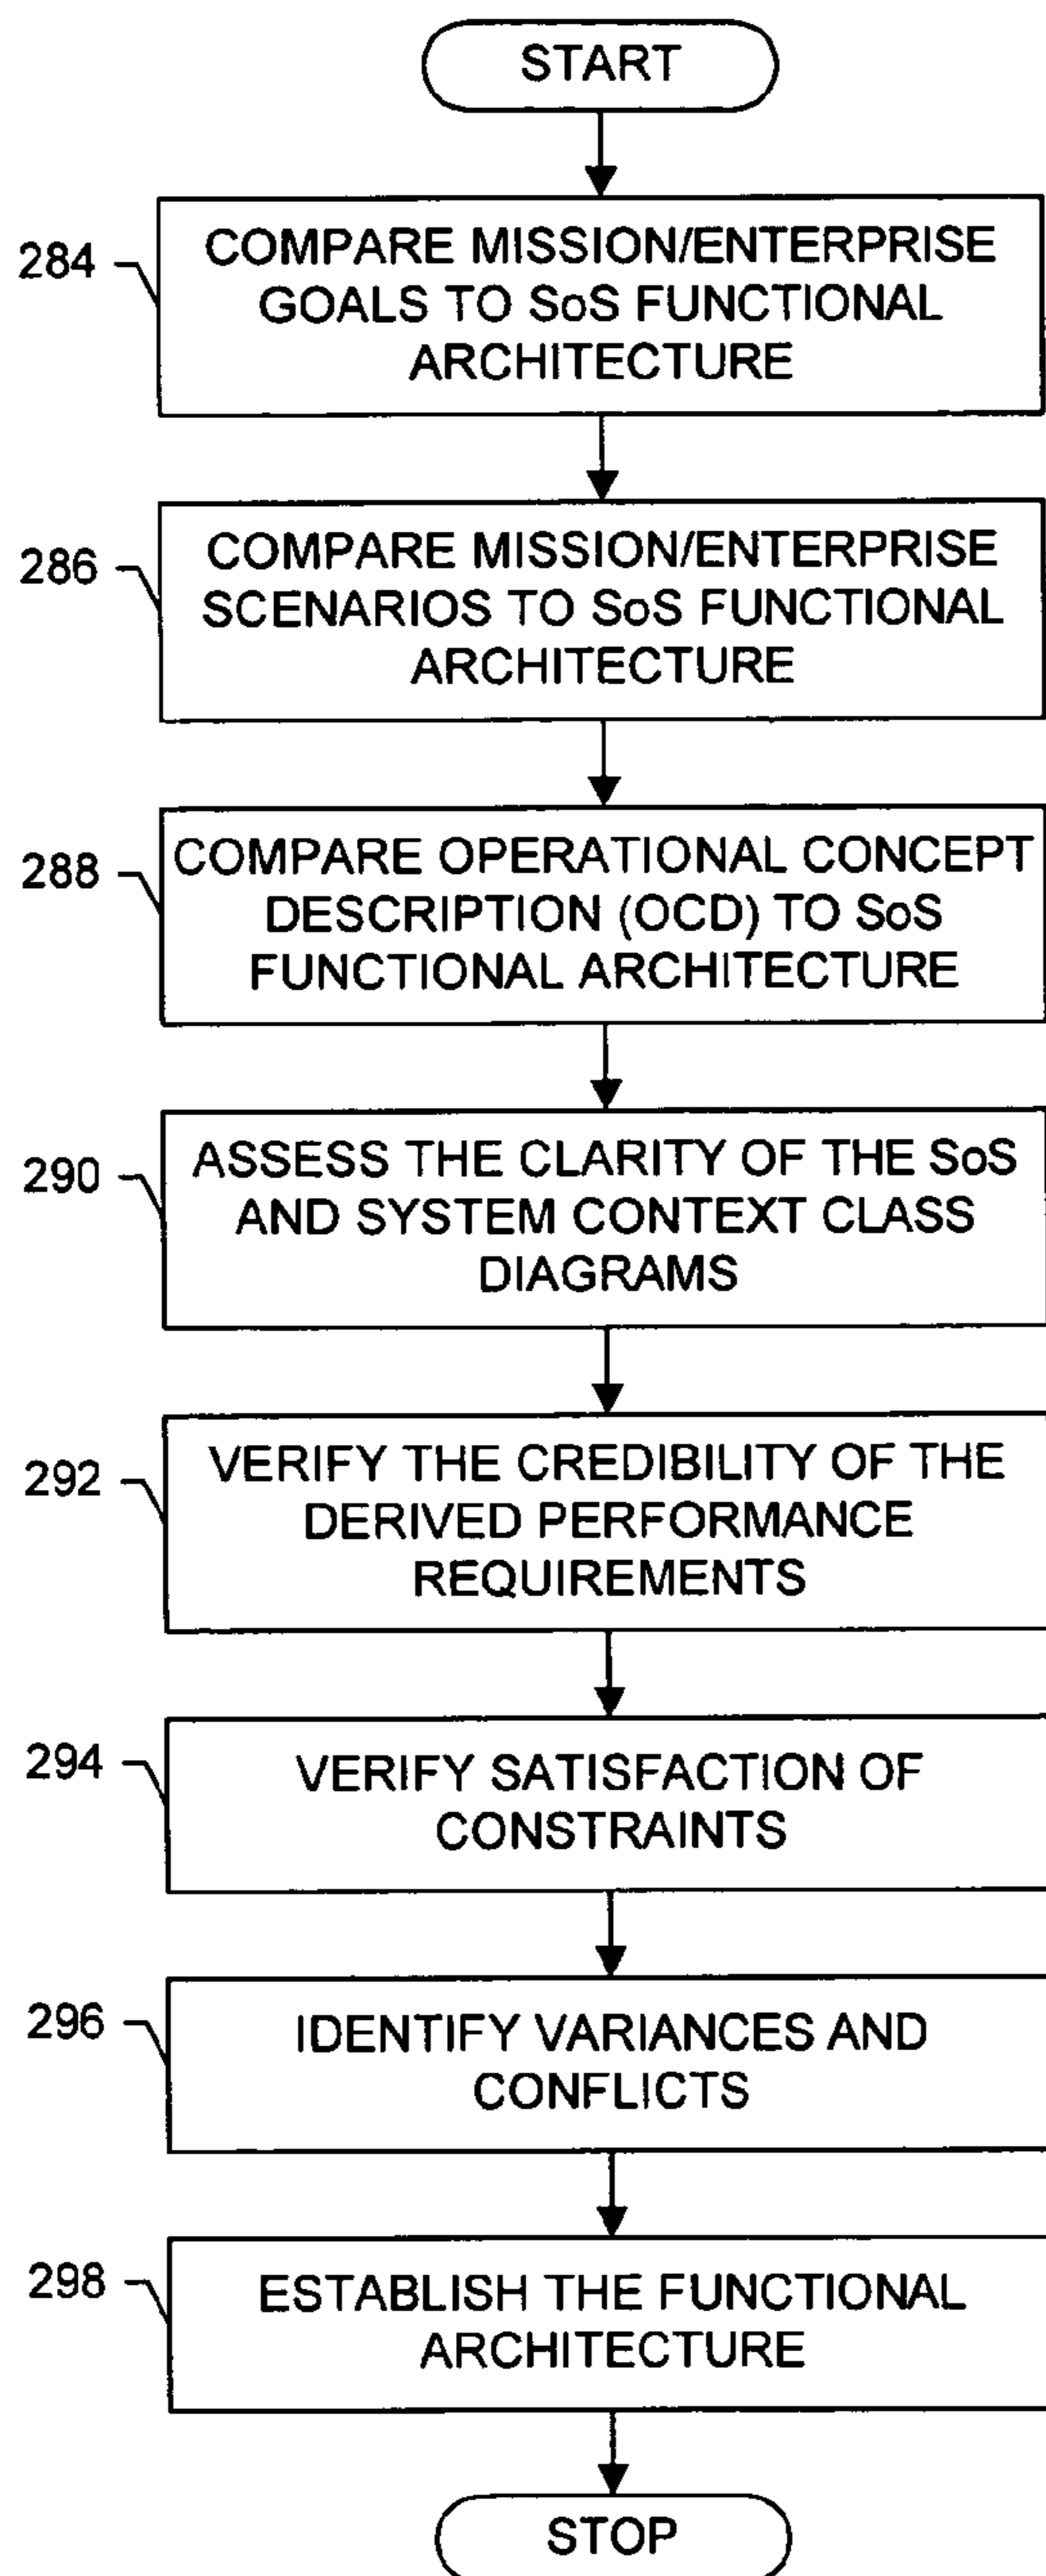 START
284
COMPARE MISSION/ENTERPRISE
GOALS TO SoS FUNCTIONAL
ARCHITECTURE
286
COMPARE MISSION/ENTERPRISE
SCENARIOS TO SoS FUNCTIONAL
ARCHITECTURE
288
COMPARE OPERATIONAL CONCEPT
DESCRIPTION (OCD) TO SoS
FUNCTIONAL ARCHITECTURE
290
ASSESS THE CLARITY OF THE SoS
AND SYSTEM CONTEXT CLASS
DIAGRAMS
292
VERIFY THE CREDIBILITY OF THE
DERIVED PERFORMANCE
REQUIREMENTS
294
VERIFY SATISFACTION OF
CONSTRAINTS
296
IDENTIFY VARIANCES AND
CONFLICTS
298
ESTABLISH THE FUNCTIONAL
ARCHITECTURE
STOP